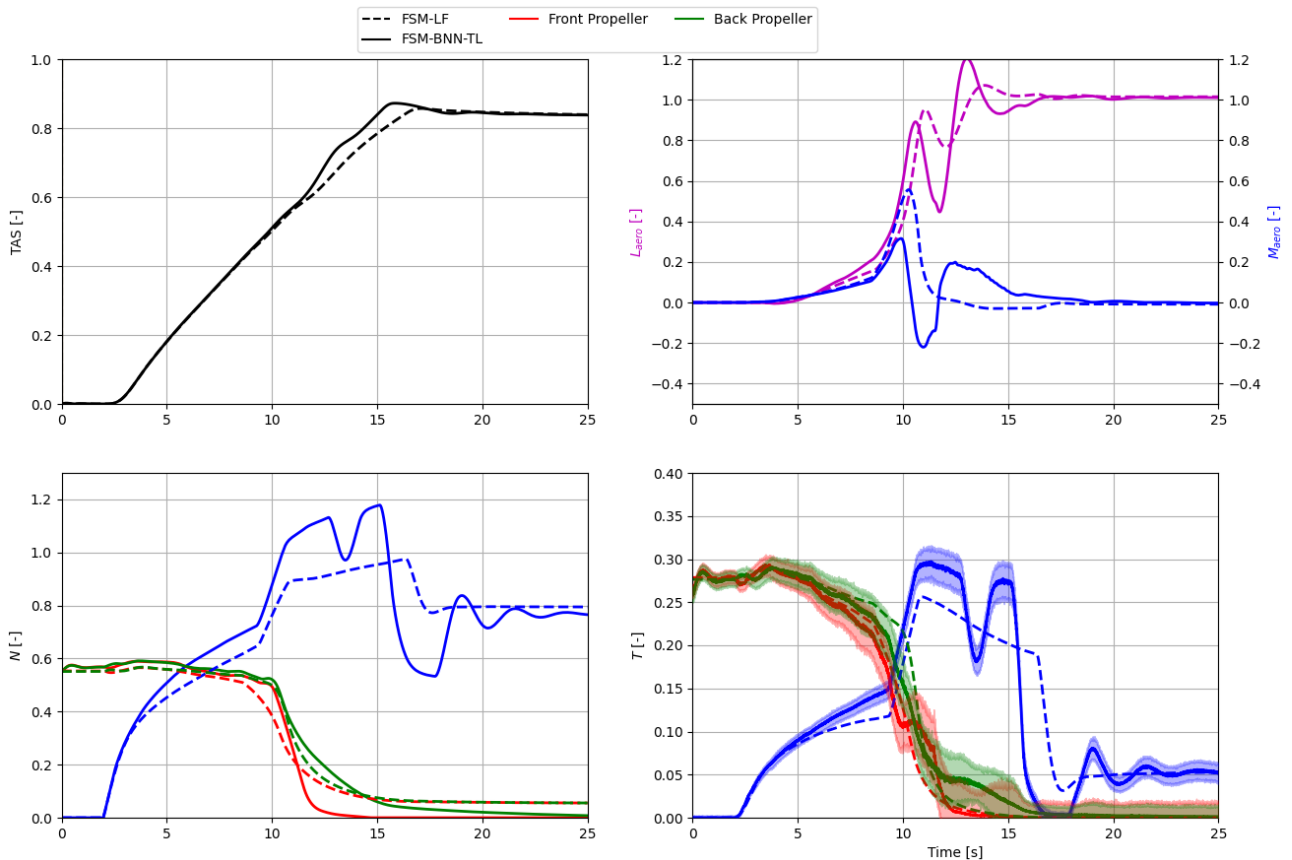 FSM-LF
FSM-BNN-TL
Front Propeller
Back Propeller
TAS [-]
1.0
0.8
0.6
0.4
0.2
0.0
0 5 10 15 20 25
L_aero [-]
1.2
1.0
0.8
0.6
0.4
0.2
0.0
−0.2
−0.4
0 5 10 15 20 25
1.2
1.0
0.8
0.6
0.4
0.2
0.0
−0.2
−0.4
M_aero [-]
N [-]
1.2
1.0
0.8
0.6
0.4
0.2
0.0
0 5 10 15 20 25
T [-]
0.40
0.35
0.30
0.25
0.20
0.15
0.10
0.05
0.00
0 5 10 15 20 25
Time [s]